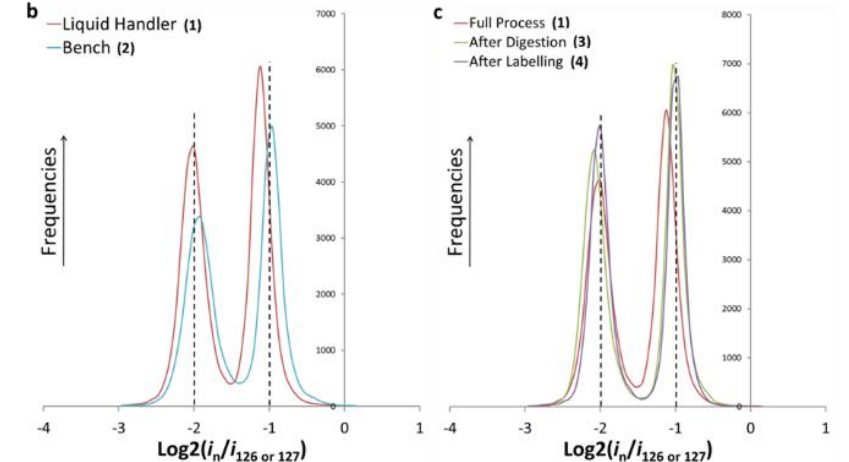 b
Liquid Handler (1)
Bench (2)
Frequencies
7000
6000
5000
4000
3000
2000
1000
0
-4 -3 -2 -1 0 1
Log2(in/i126 or 127)
c
Full Process (1)
After Digestion (3)
After Labelling (4)
Frequencies
8000
7000
6000
5000
4000
3000
2000
1000
0
-4 -3 -2 -1 0 1
Log2(in/i126 or 127)